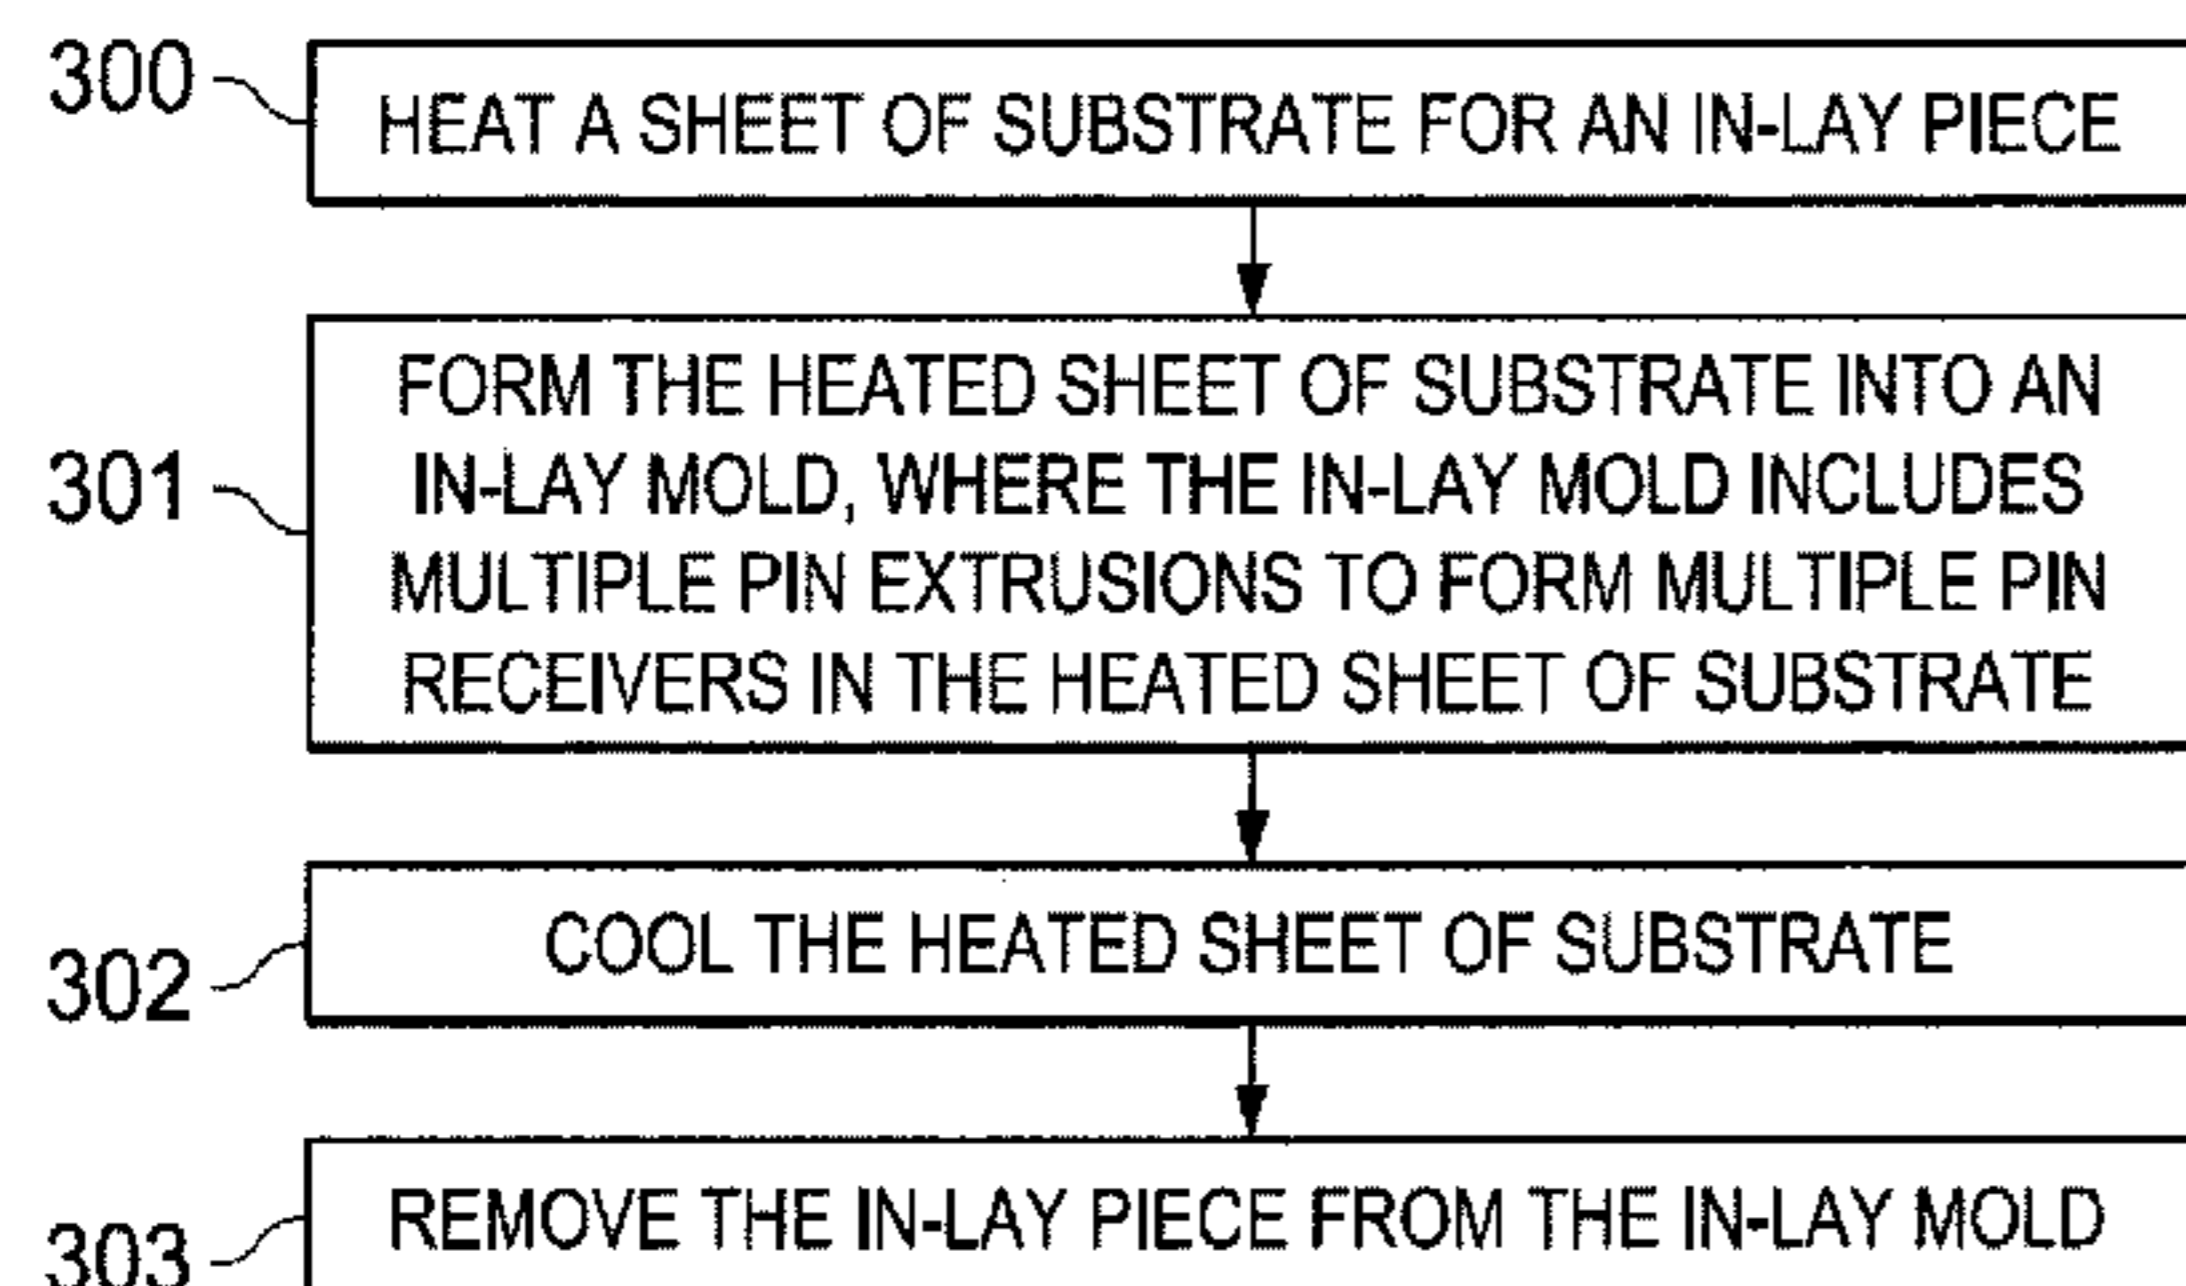 300
HEAT A SHEET OF SUBSTRATE FOR AN IN-LAY PIECE
FORM THE HEATED SHEET OF SUBSTRATE INTO AN
301
IN-LAY MOLD, WHERE THE IN-LAY MOLD INCLUDES
MULTIPLE PIN EXTRUSIONS TO FORM MULTIPLE PIN
RECEIVERS IN THE HEATED SHEET OF SUBSTRATE
302
COOL THE HEATED SHEET OF SUBSTRATE
303
REMOVE THE IN-LAY PIECE FROM THE IN-LAY MOLD